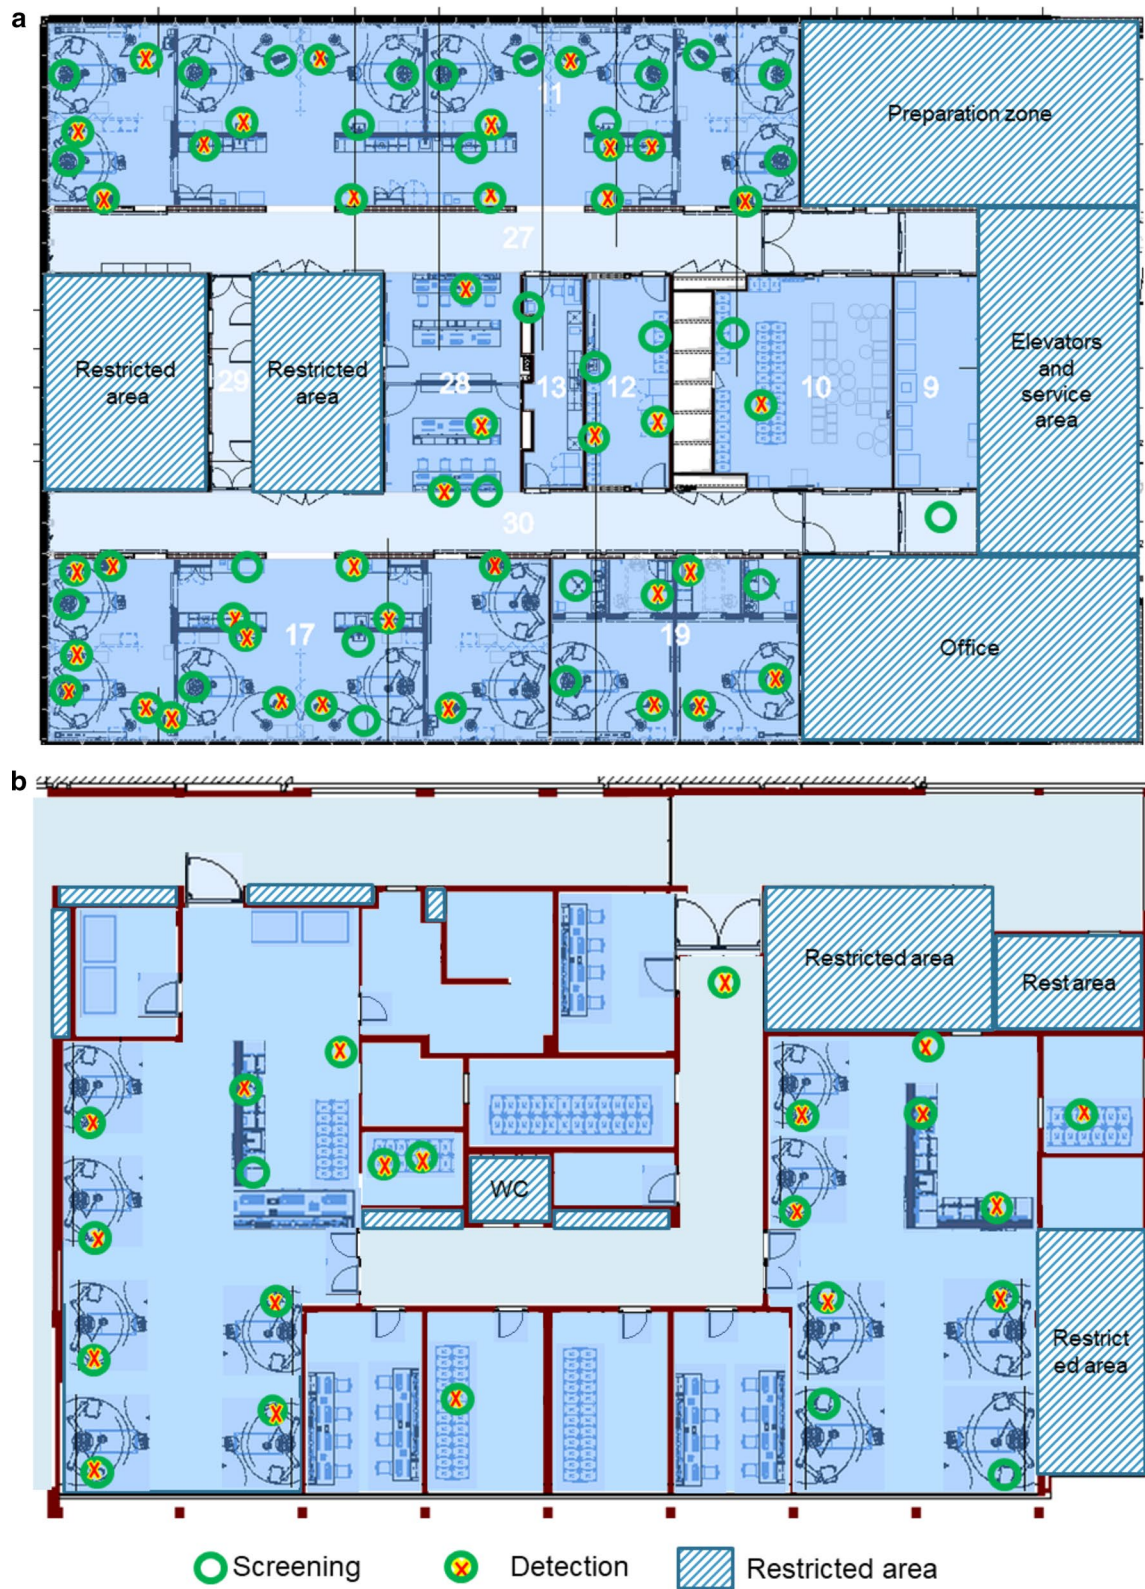 a
11
Preparation zone
27
Restricted
area
29
Restricted
area
28
13
12
10
9
Elevators
and
service
area
30
17
19
Office
b
Restricted area
Rest area
WC
Restrict
ed area
Screening
Detection
Restricted area